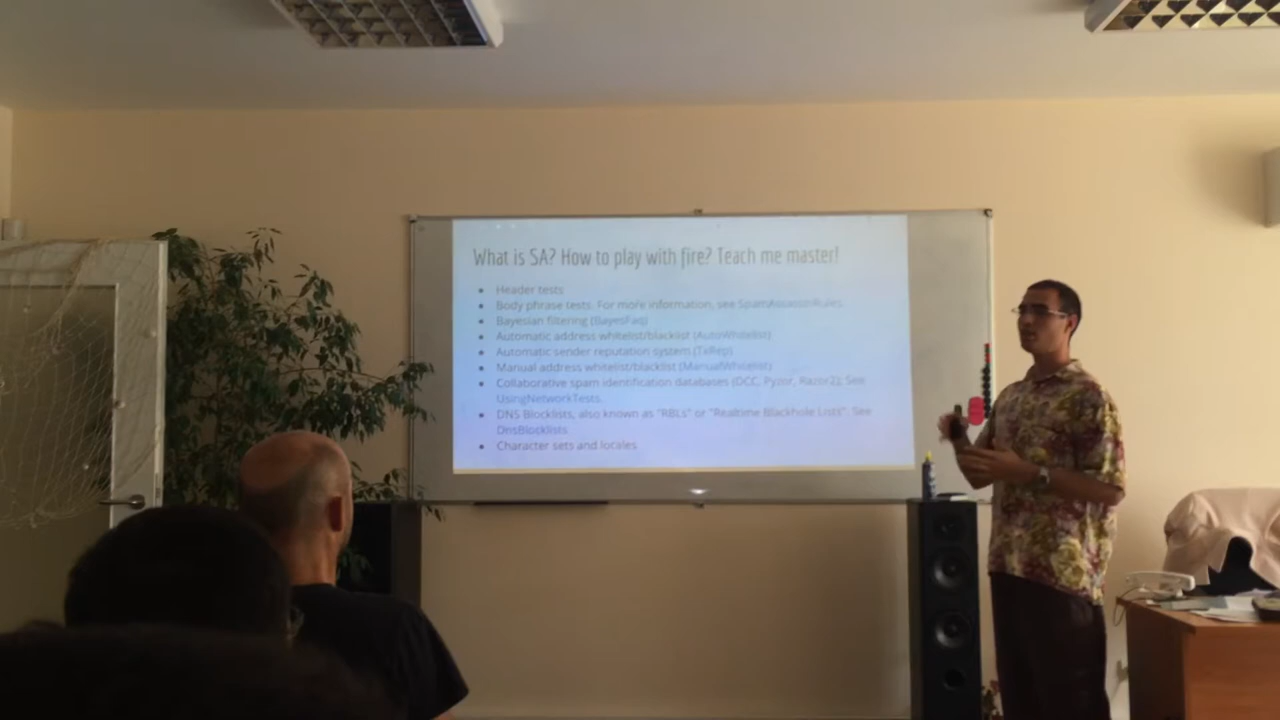 What is SA? How to play with fire? Teach me master!
Header tests
Body phrase tests. For more information, see SpamAssassinRules.
Bayesian filtering (BayesFaq)
Automatic address whitelist/blacklist (AutoWhitelist)
Automatic sender reputation system (TxRep)
Manual address whitelist/blacklist (ManualWhitelist)
Collaborative spam identification databases (DCC, Pyzor, Razor2); See
UsingNetworkTests.
DNS Blocklists, also known as "RBLs" or "Realtime Blackhole Lists". See
DnsBlocklists
Character sets and locales